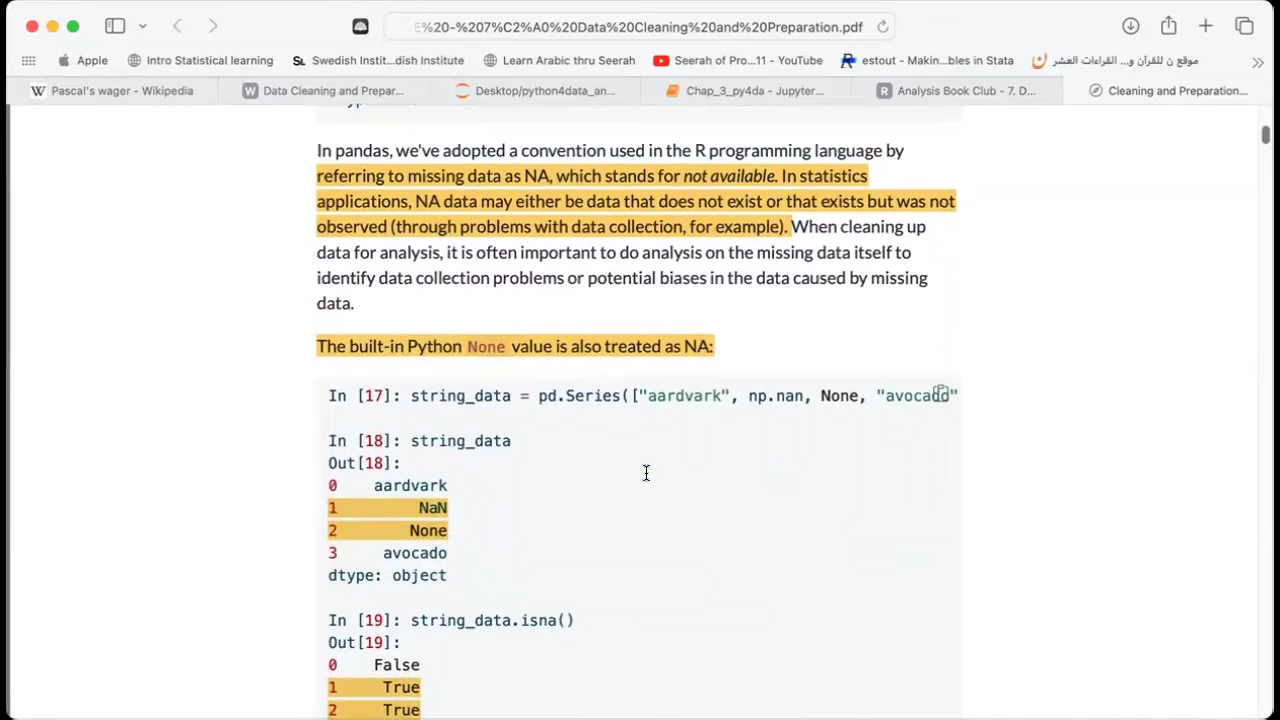 E%20-%207%C2%A0%20Data%20Cleaning%20and%20Preparation.pdf
Apple
Intro Statistical learning
Swedish Instit...dish Institute
Learn Arabic thru Seerah
Seerah of Pro...11 - YouTube
estout - Makin...bles in Stata
موقع ن للقرآن و... القراءات العشر
Pascal's wager - Wikipedia
Data Cleaning and Prepar...
Desktop/python4data_an...
Chap_3_py4da - Jupyter...
Analysis Book Club - 7. D...
Cleaning and Preparation...
In pandas, we've adopted a convention used in the R programming language by
referring to missing data as NA, which stands for not available. In statistics
applications, NA data may either be data that does not exist or that exists but was not
observed (through problems with data collection, for example). When cleaning up
data for analysis, it is often important to do analysis on the missing data itself to
identify data collection problems or potential biases in the data caused by missing
data.
The built-in Python None value is also treated as NA:
In [17]: string_data = pd.Series(["aardvark", np.nan, None, "avocado"
In [18]: string_data
Out[18]:
0 aardvark
1 NaN
2 None
3 avocado
dtype: object
In [19]: string_data.isna()
Out[19]:
0 False
1 True
2 True